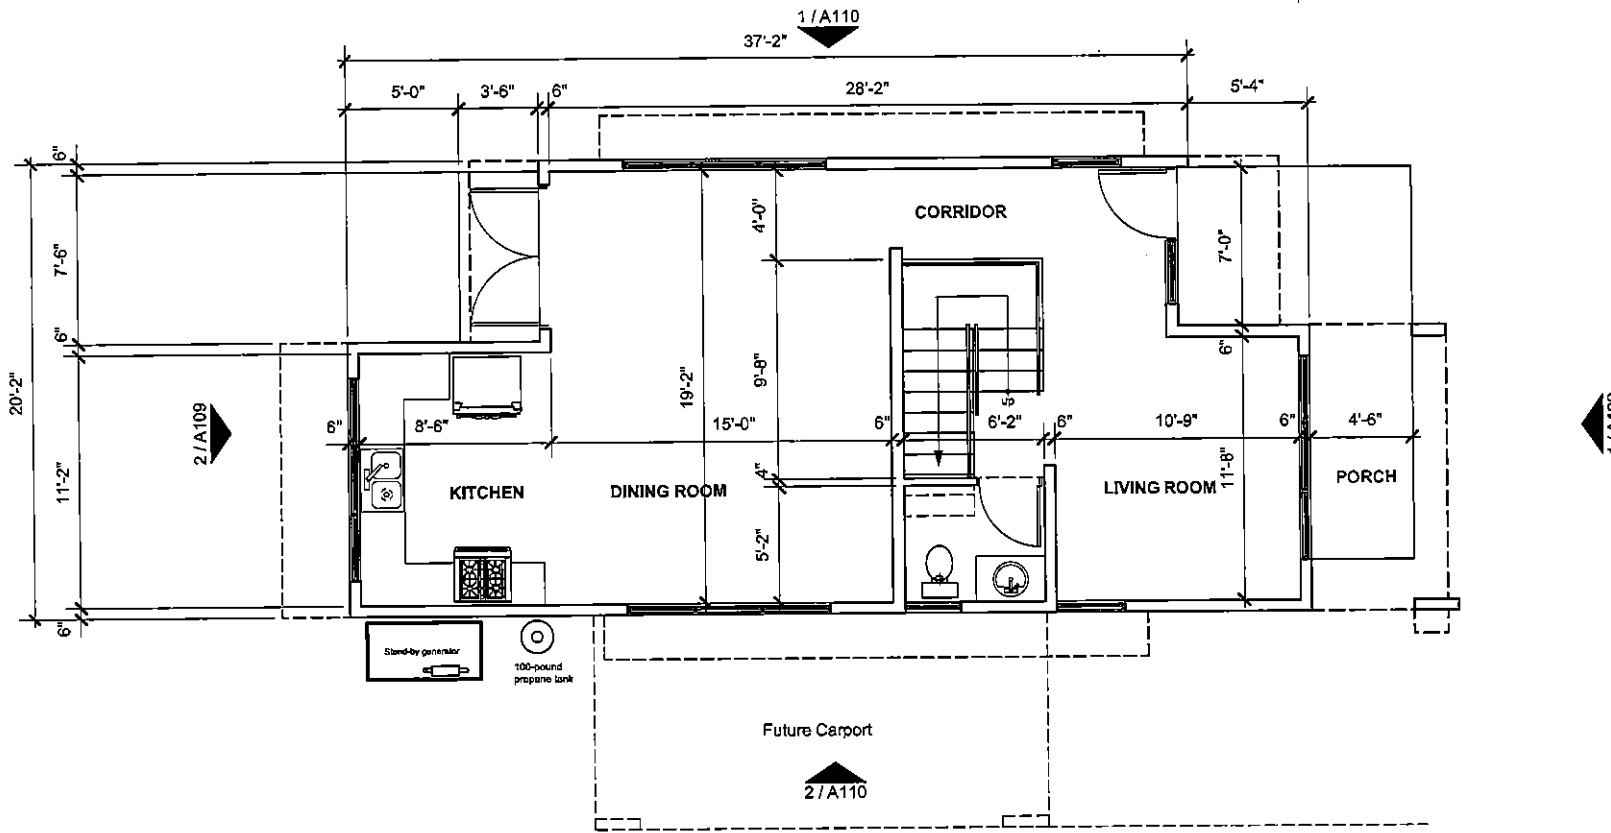 1 / A110
37'-2"
5'-0" 3'-6" 6" 28'-2" 5'-4"
6"
7'-6"
6"
20'-2"
11'-2"
6"
2 / A109
4'-0"
CORRIDOR
7'-0"
19'-2"
9'-8"
6"
up
6" 8'-6" 15'-0" 6" 6'-2" 6" 10'-9" 6" 4'-6"
4"
11'-8"
KITCHEN DINING ROOM LIVING ROOM PORCH
5'-2"
Stand-by generator
100-pound
propane tank
Future Carport
2 / A110